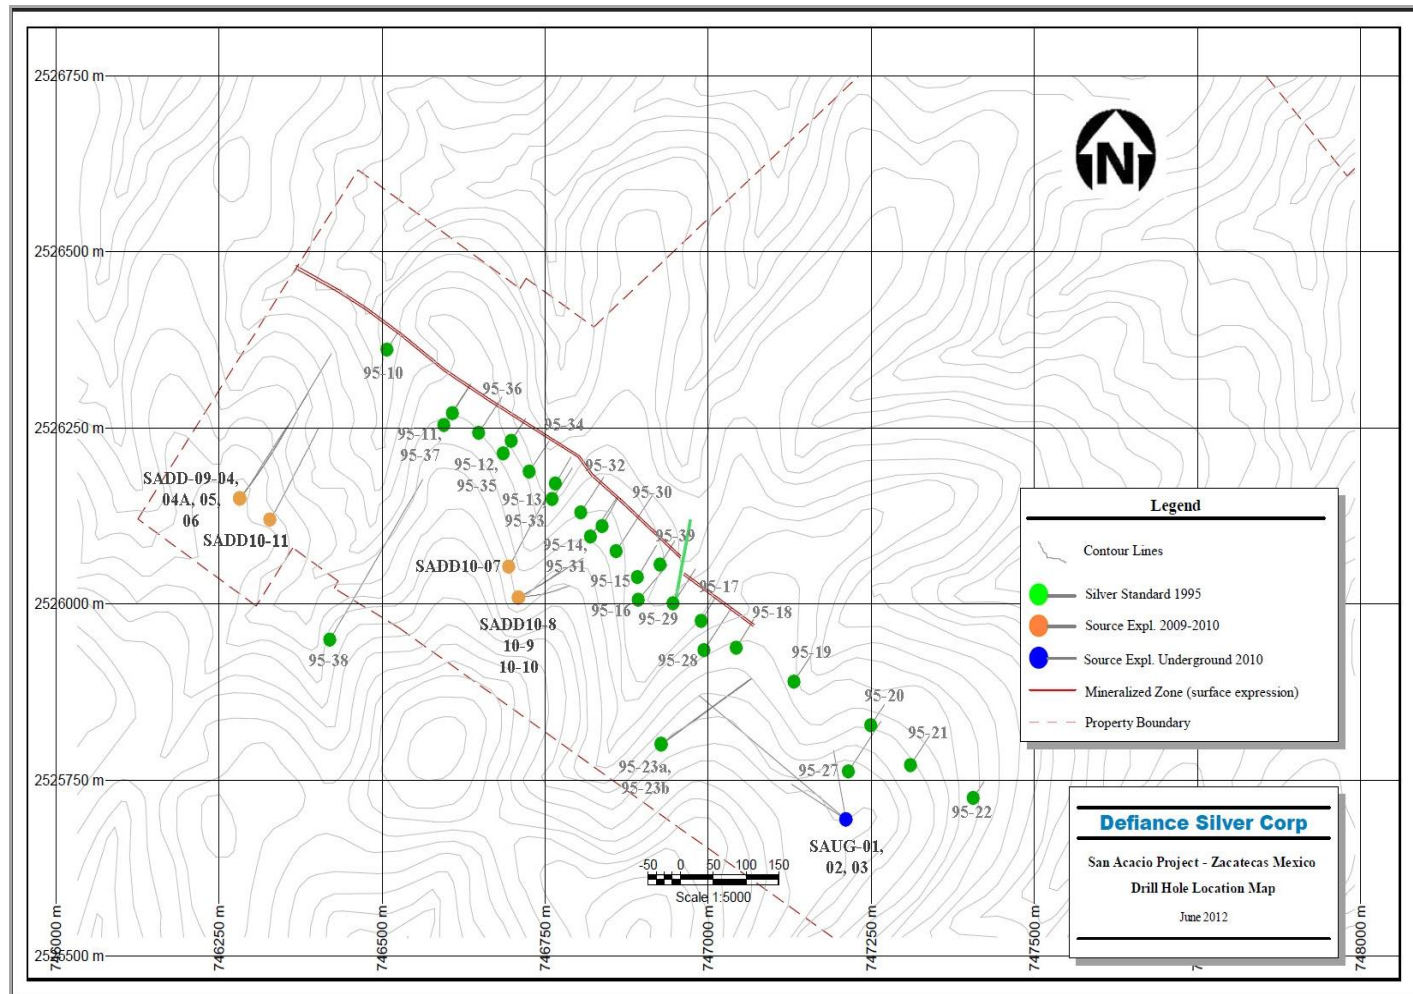 2526750 m
2526500 m
2526250 m
2526000 m
2525750 m
2525500 m
746000 m
746250 m
746500 m
746750 m
747000 m
747250 m
747500 m
748000 m
N
95-10
95-36
95-11,
95-37
95-34
95-12,
95-35
95-32
95-13,
95-33
95-30
95-14,
95-31
95-39
95-15
95-16
95-29
95-17
95-18
95-28
95-19
95-20
95-21
95-27
95-22
95-23a,
95-23b
95-38
SADD-09-04,
04A, 05,
06
SADD10-11
SADD10-07
SADD10-8
10-9
10-10
SAUG-01,
02, 03
-50 0 50 100 150
Scale 1:5000
Legend
Contour Lines
Silver Standard 1995
Source Expl. 2009-2010
Source Expl. Underground 2010
Mineralized Zone (surface expression)
Property Boundary
Defiance Silver Corp
San Acacio Project - Zacatecas Mexico
Drill Hole Location Map
June 2012